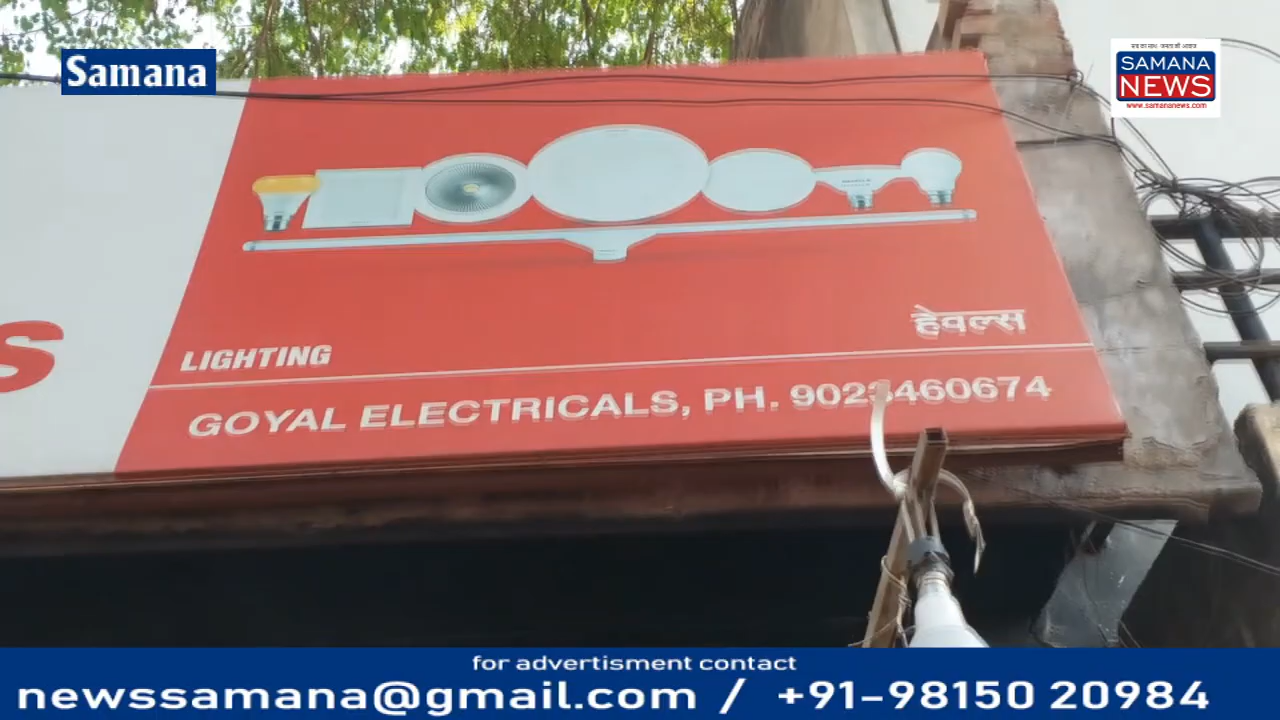 Samana
SAMANA
NEWS
www.samananews.com
S
LIGHTING
हेवल्स
GOYAL ELECTRICALS, PH. 9023460674
for advertisment contact
newssamana@gmail.com / +91-98150 20984